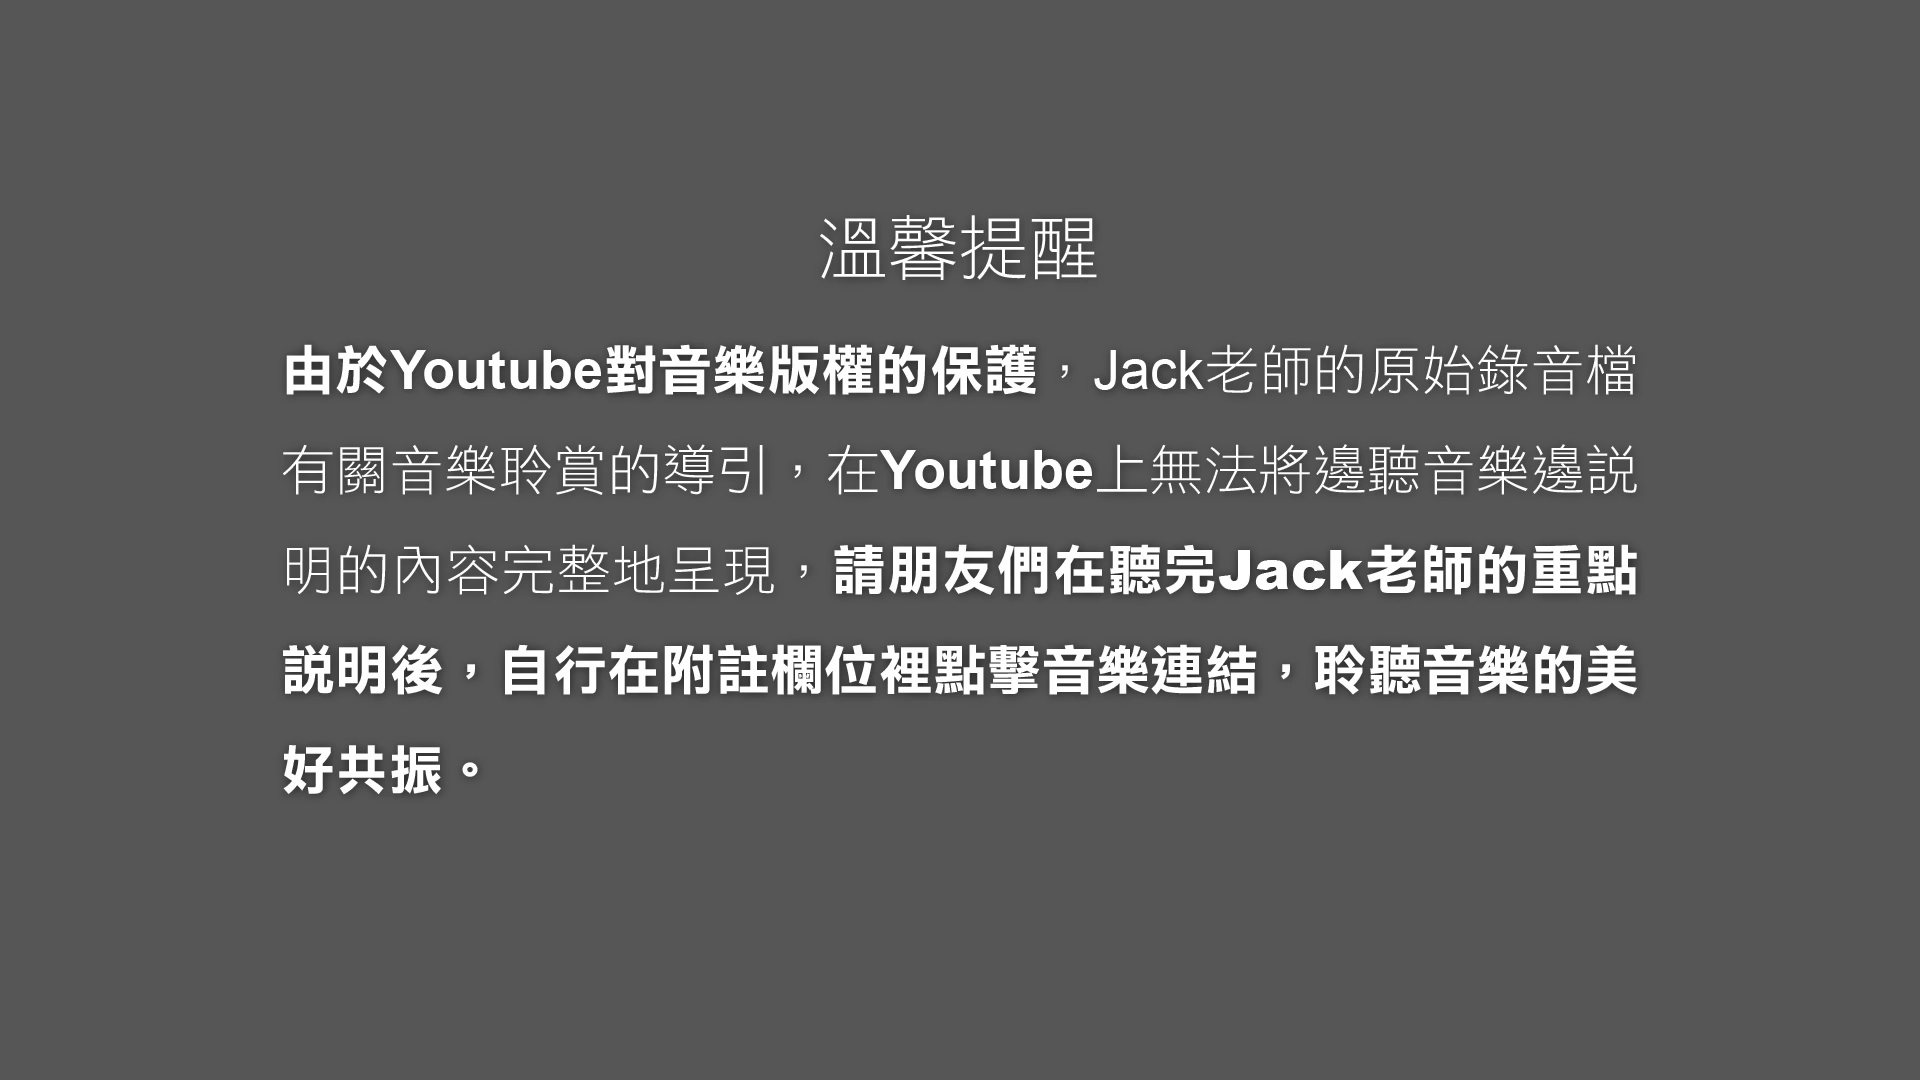 溫馨提醒
由於Youtube對音樂版權的保護，Jack老師的原始錄音檔
有關音樂聆賞的導引，在Youtube上無法將邊聽音樂邊説
明的內容完整地呈現，請朋友們在聽完Jack老師的重點
説明後，自行在附註欄位裡點擊音樂連結，聆聽音樂的美
好共振。